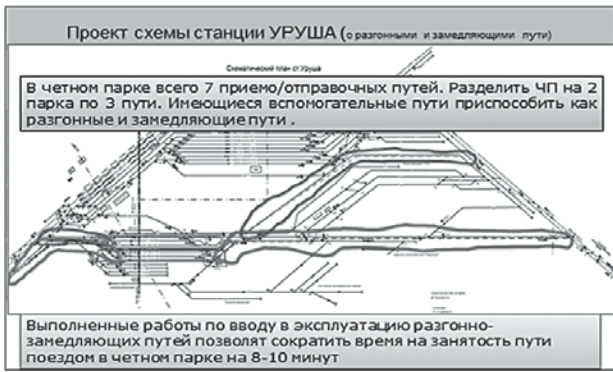 Проект схемы станции УРУША (с разгонными и замедляющими пути)
Схематический план ст.Уруша
В четном парке всего 7 приемо/отправочных путей. Разделить ЧП на 2
парка по 3 пути. Имеющиеся вспомогательные пути приспособить как
разгонные и замедляющие пути .
Выполненные работы по вводу в эксплуатацию разгонно-
замедляющих путей позволят сократить время на занятость пути
поездом в четном парке на 8-10 минут